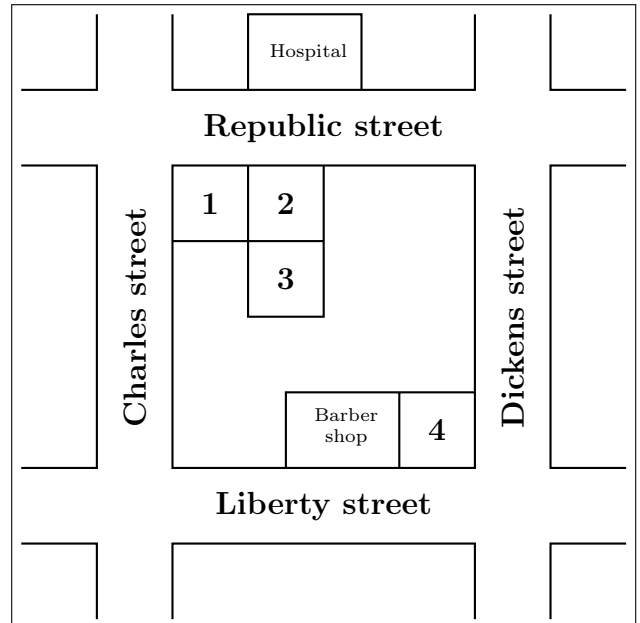 Hospital
Republic street
1
2
3
Charles street
Dickens street
Barber
shop
4
Liberty street